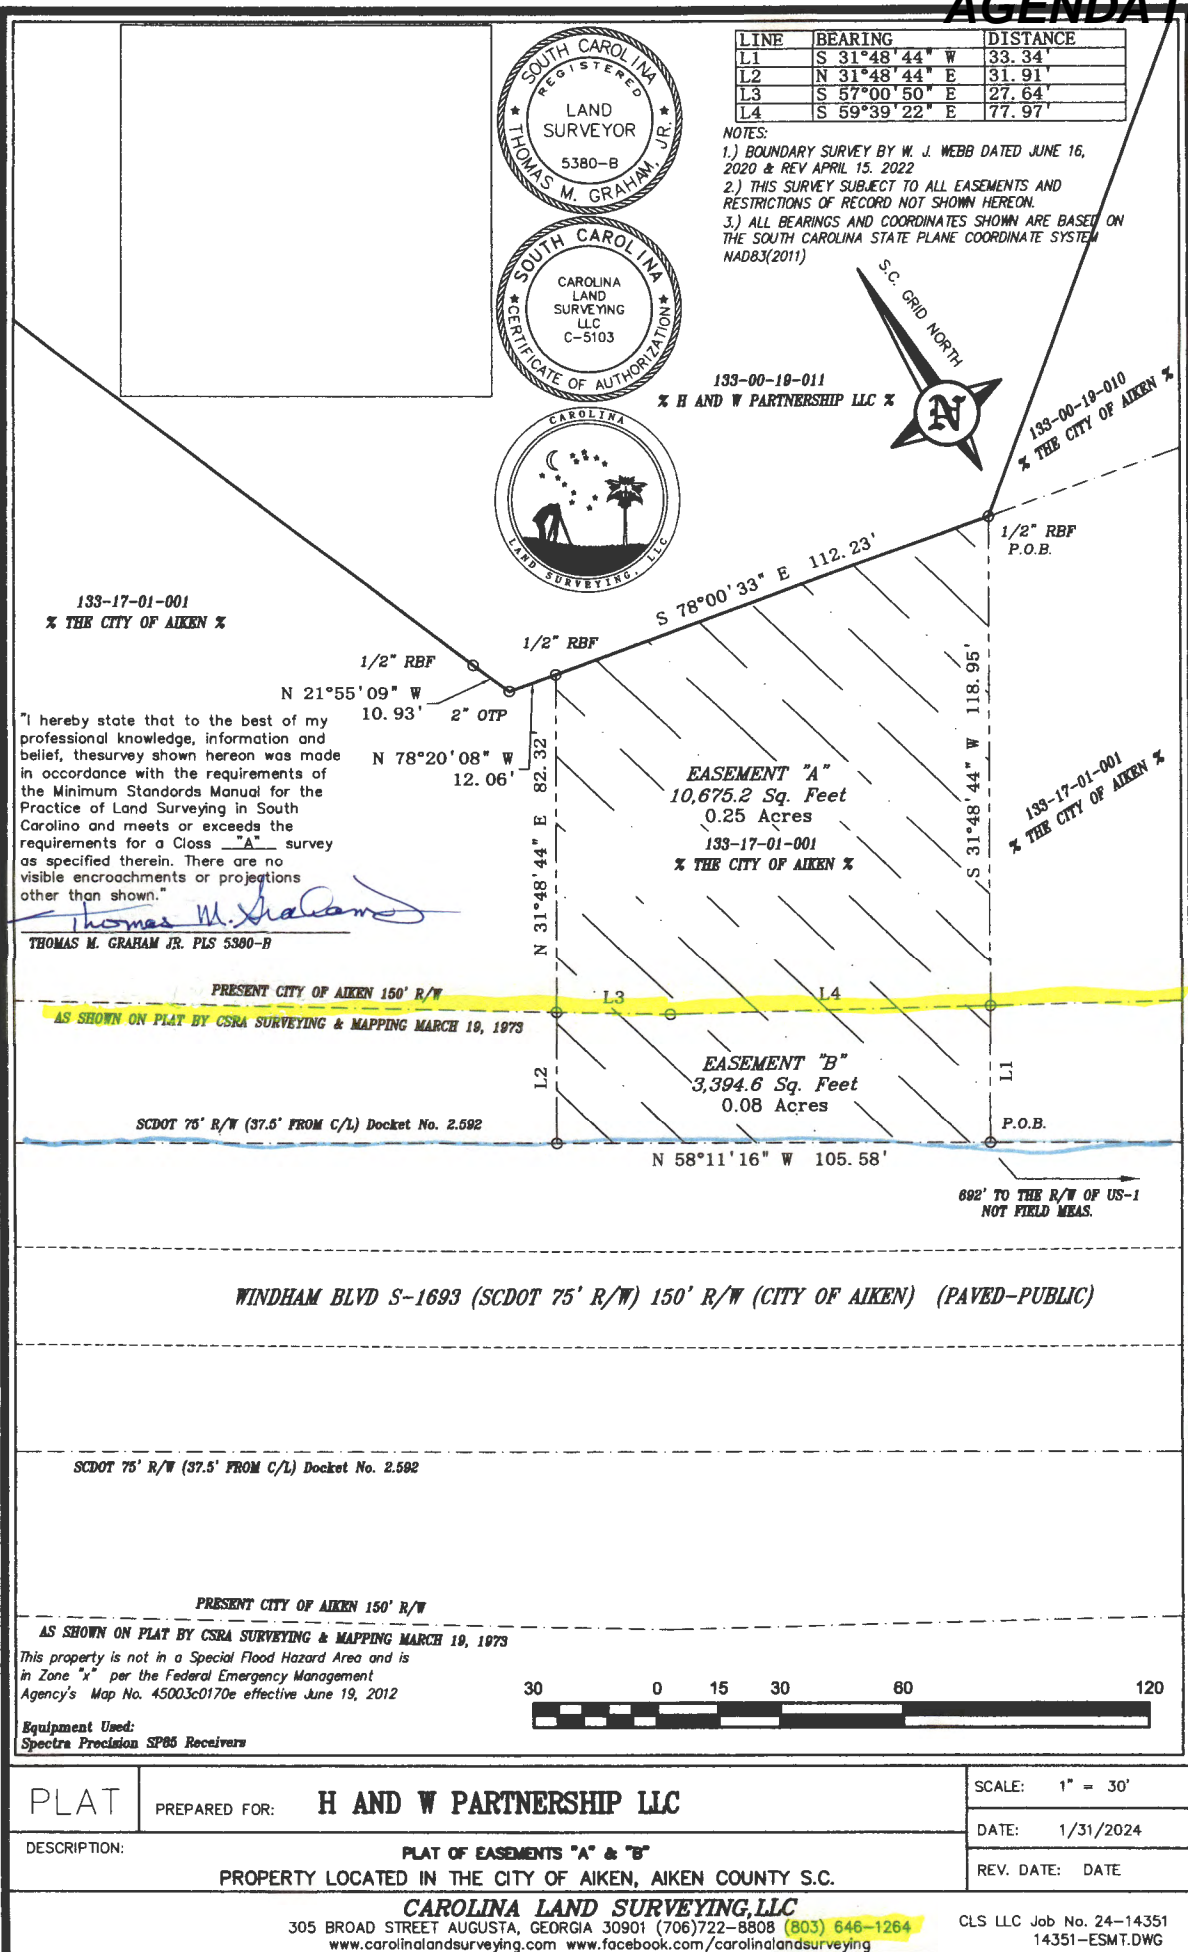 AGENDA I
LINE BEARING DISTANCE
L1 S 31°48'44" W 33.34'
L2 N 31°48'44" E 31.91'
L3 S 57°00'50" E 27.64'
L4 S 59°39'22" E 77.97'
NOTES:
1.) BOUNDARY SURVEY BY W. J. WEBB DATED JUNE 16,
2020 & REV APRIL 15. 2022
2.) THIS SURVEY SUBJECT TO ALL EASEMENTS AND
RESTRICTIONS OF RECORD NOT SHOWN HEREON.
3.) ALL BEARINGS AND COORDINATES SHOWN ARE BASED ON
THE SOUTH CAROLINA STATE PLANE COORDINATE SYSTEM
NAD83(2011)
SOUTH CAROLINA
REGISTERED
LAND
SURVEYOR
5380-B
THOMAS M. GRAHAM, JR.
SOUTH CAROLINA
CAROLINA
LAND
SURVEYING
LLC
C-5103
CERTIFICATE OF AUTHORIZATION
CAROLINA
LAND SURVEYING, LLC
S.C. GRID NORTH
N
133-00-19-011
% H AND W PARTNERSHIP LLC %
133-00-19-010
% THE CITY OF AIKEN %
1/2" RBF
P.O.B.
S 78°00'33" E 112.23'
133-17-01-001
% THE CITY OF AIKEN %
1/2" RBF
1/2" RBF
N 21°55'09" W
10.93'
2" OTP
N 78°20'08" W
12.06'
N 31°48'44" E 82.32'
S 31°48'44" W 118.95'
EASEMENT "A"
10,675.2 Sq. Feet
0.25 Acres
133-17-01-001
% THE CITY OF AIKEN %
133-17-01-001
% THE CITY OF AIKEN %
"I hereby state that to the best of my
professional knowledge, information and
belief, thesurvey shown hereon was made
in accordance with the requirements of
the Minimum Standards Manual for the
Practice of Land Surveying in South
Carolino and meets or exceeds the
requirements for a Closs "A" survey
as specified therein. There are no
visible encroachments or projections
other than shown."
Thomas M. Graham
THOMAS M. GRAHAM JR. PLS 5380-B
PRESENT CITY OF AIKEN 150' R/W
AS SHOWN ON PLAT BY CSRA SURVEYING & MAPPING MARCH 19, 1973
L3
L4
L2
L1
EASEMENT "B"
3,394.6 Sq. Feet
0.08 Acres
P.O.B.
SCDOT 75' R/W (37.5' FROM C/L) Docket No. 2.592
N 58°11'16" W 105.58'
692' TO THE R/W OF US-1
NOT FIELD MEAS.
WINDHAM BLVD S-1693 (SCDOT 75' R/W) 150' R/W (CITY OF AIKEN) (PAVED-PUBLIC)
SCDOT 75' R/W (37.5' FROM C/L) Docket No. 2.592
PRESENT CITY OF AIKEN 150' R/W
AS SHOWN ON PLAT BY CSRA SURVEYING & MAPPING MARCH 19, 1973
This property is not in a Special Flood Hazard Area and is
in Zone "x" per the Federal Emergency Management
Agency's Map No. 45003c0170e effective June 19, 2012
Equipment Used:
Spectra Precision SP85 Receivers
30 0 15 30 60 120
PLAT
PREPARED FOR: H AND W PARTNERSHIP LLC
SCALE: 1" = 30'
DATE: 1/31/2024
REV. DATE: DATE
DESCRIPTION:
PLAT OF EASEMENTS "A" & "B"
PROPERTY LOCATED IN THE CITY OF AIKEN, AIKEN COUNTY S.C.
CAROLINA LAND SURVEYING,LLC
305 BROAD STREET AUGUSTA, GEORGIA 30901 (706)722-8808 (803) 646-1264
www.carolinalandsurveying.com www.facebook.com/carolinalandsurveying
CLS LLC Job No. 24-14351
14351-ESMT.DWG